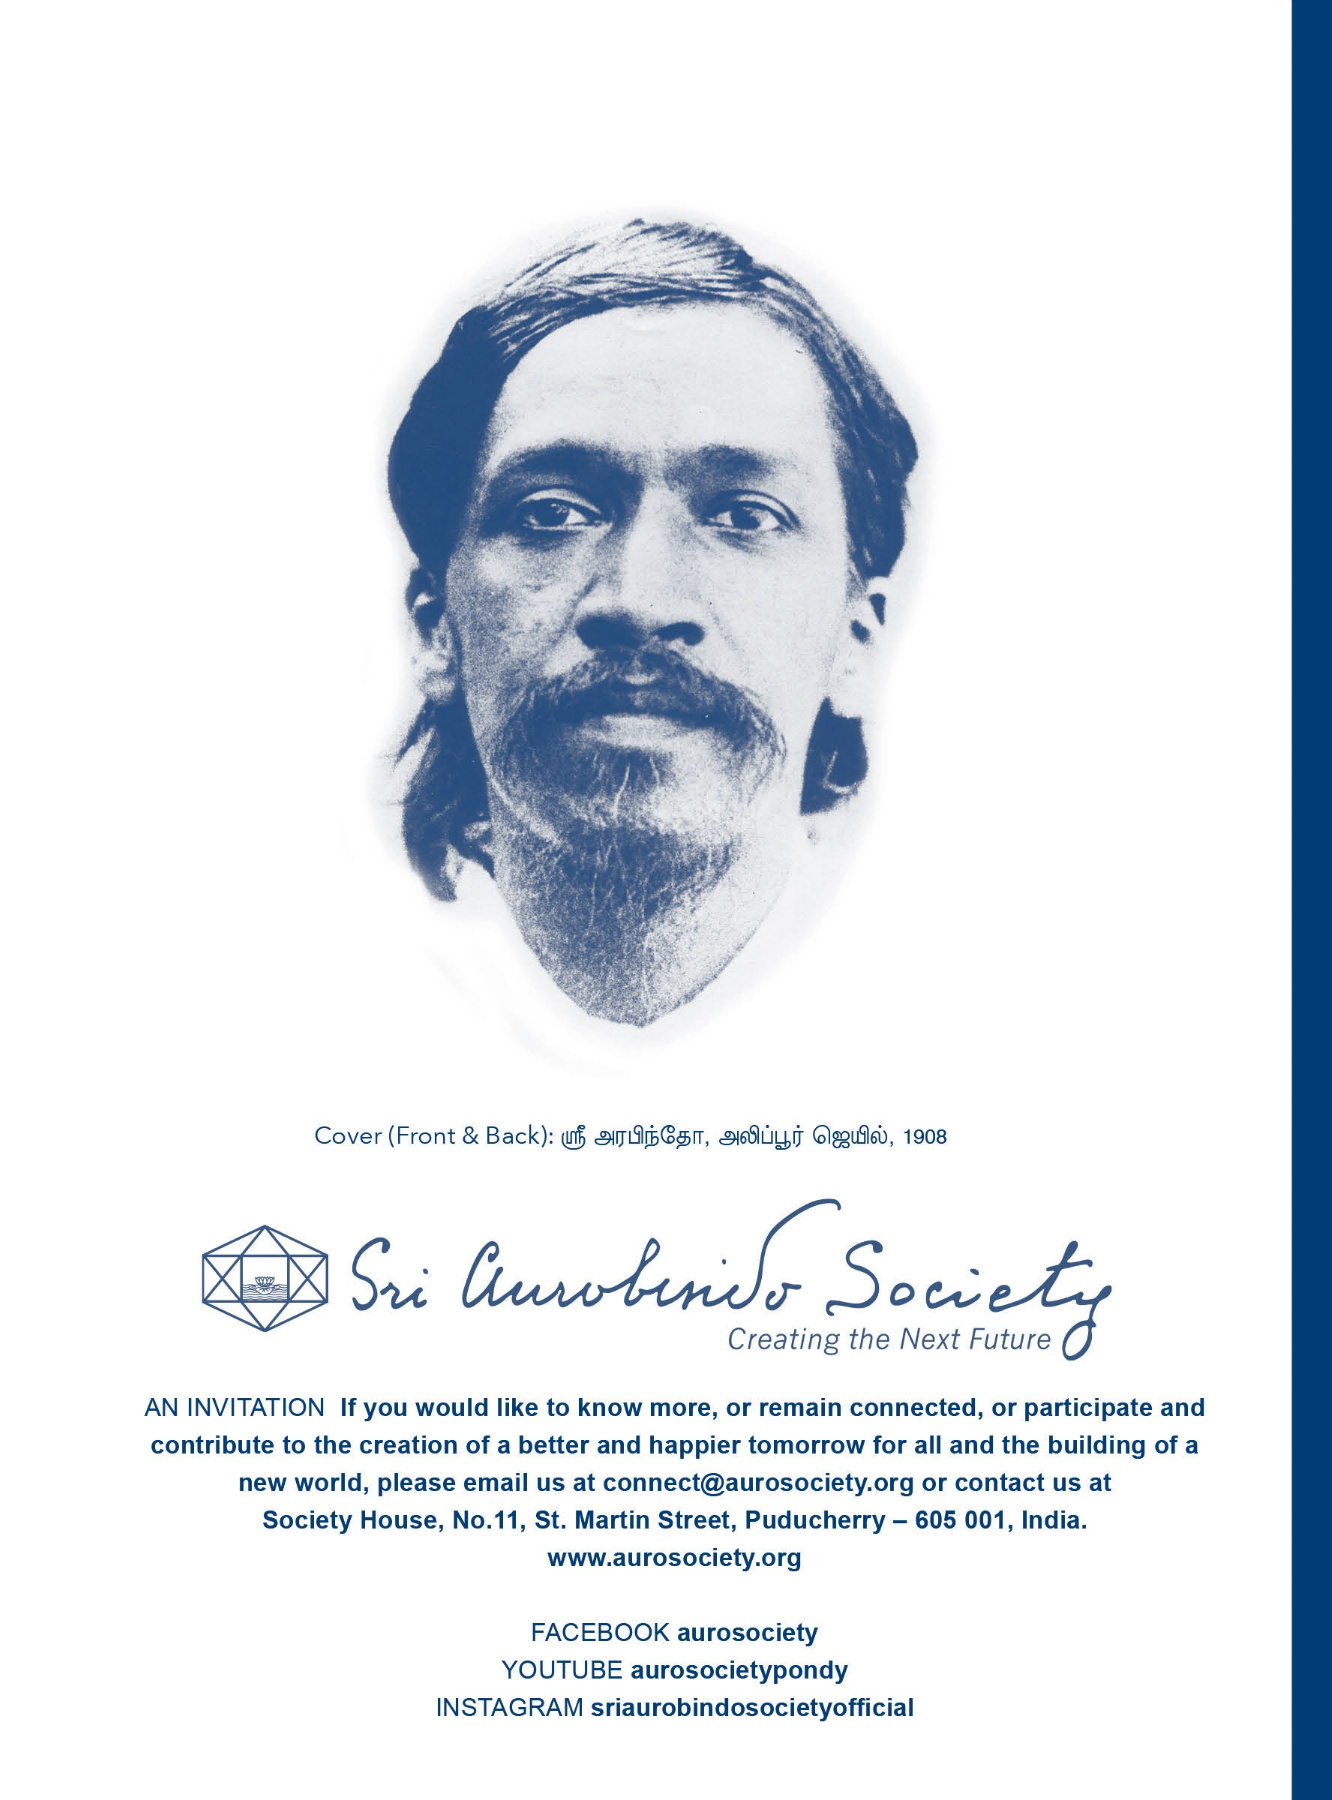 Cover (Front & Back): ஸ்ரீ அரபிந்தோ, அலிப்பூர் ஜெயில், 1908
Sri Aurobindo Society
Creating the Next Future
AN INVITATION If you would like to know more, or remain connected, or participate and
contribute to the creation of a better and happier tomorrow for all and the building of a
new world, please email us at connect@aurosociety.org or contact us at
Society House, No.11, St. Martin Street, Puducherry – 605 001, India.
www.aurosociety.org
FACEBOOK aurosociety
YOUTUBE aurosocietypondy
INSTAGRAM sriaurobindosocietyofficial